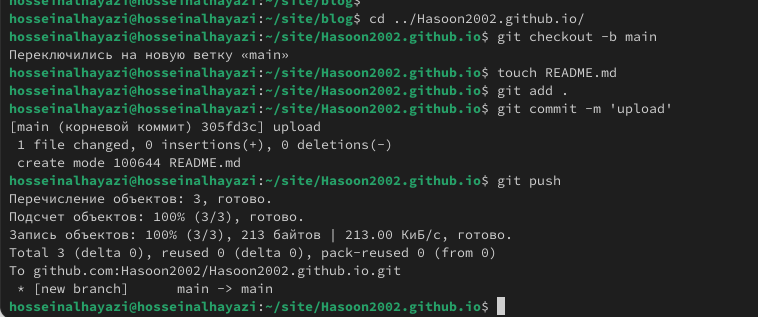 hosseinalhayazi@hosseinalhayazi:~/site/blog$
hosseinalhayazi@hosseinalhayazi:~/site/blog$ cd ../Hasoon2002.github.io/
hosseinalhayazi@hosseinalhayazi:~/site/Hasoon2002.github.io$ git checkout -b main
Переключились на новую ветку «main»
hosseinalhayazi@hosseinalhayazi:~/site/Hasoon2002.github.io$ touch README.md
hosseinalhayazi@hosseinalhayazi:~/site/Hasoon2002.github.io$ git add .
hosseinalhayazi@hosseinalhayazi:~/site/Hasoon2002.github.io$ git commit -m 'upload'
[main (корневой коммит) 305fd3c] upload
 1 file changed, 0 insertions(+), 0 deletions(-)
 create mode 100644 README.md
hosseinalhayazi@hosseinalhayazi:~/site/Hasoon2002.github.io$ git push
Перечисление объектов: 3, готово.
Подсчет объектов: 100% (3/3), готово.
Запись объектов: 100% (3/3), 213 байтов | 213.00 КиБ/с, готово.
Total 3 (delta 0), reused 0 (delta 0), pack-reused 0 (from 0)
To github.com:Hasoon2002/Hasoon2002.github.io.git
 * [new branch]      main -> main
hosseinalhayazi@hosseinalhayazi:~/site/Hasoon2002.github.io$